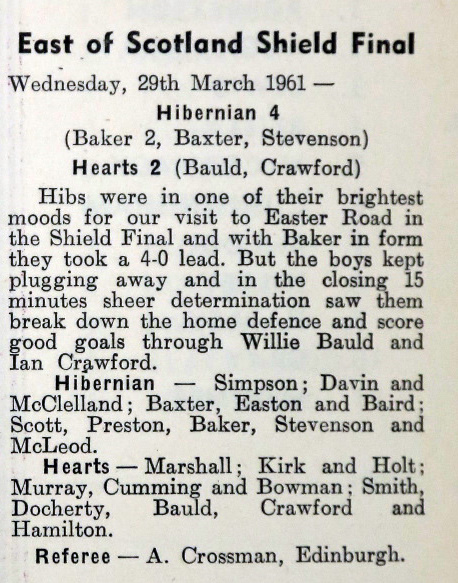 East of Scotland Shield Final
Wednesday, 29th March 1961 —
Hibernian 4
(Baker 2, Baxter, Stevenson)
Hearts 2 (Bauld, Crawford)
Hibs were in one of their brightest
moods for our visit to Easter Road in
the Shield Final and with Baker in form
they took a 4-0 lead. But the boys kept
plugging away and in the closing 15
minutes sheer determination saw them
break down the home defence and score
good goals through Willie Bauld and
Ian Crawford.
Hibernian — Simpson; Davin and
McClelland; Baxter, Easton and Baird;
Scott, Preston, Baker, Stevenson and
McLeod.
Hearts — Marshall; Kirk and Holt;
Murray, Cumming and Bowman; Smith,
Docherty, Bauld, Crawford and
Hamilton.
Referee — A. Crossman, Edinburgh.